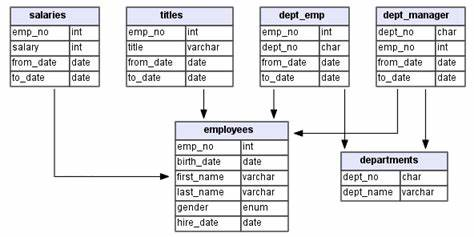 salaries
emp_no int
salary int
from_date date
to_date date
titles
emp_no int
title varchar
from_date date
to_date date
dept_emp
emp_no int
dept_no char
from_date date
to_date date
dept_manager
dept_no char
emp_no int
from_date date
to_date date
employees
emp_no int
birth_date date
first_name varchar
last_name varchar
gender enum
hire_date date
departments
dept_no char
dept_name varchar